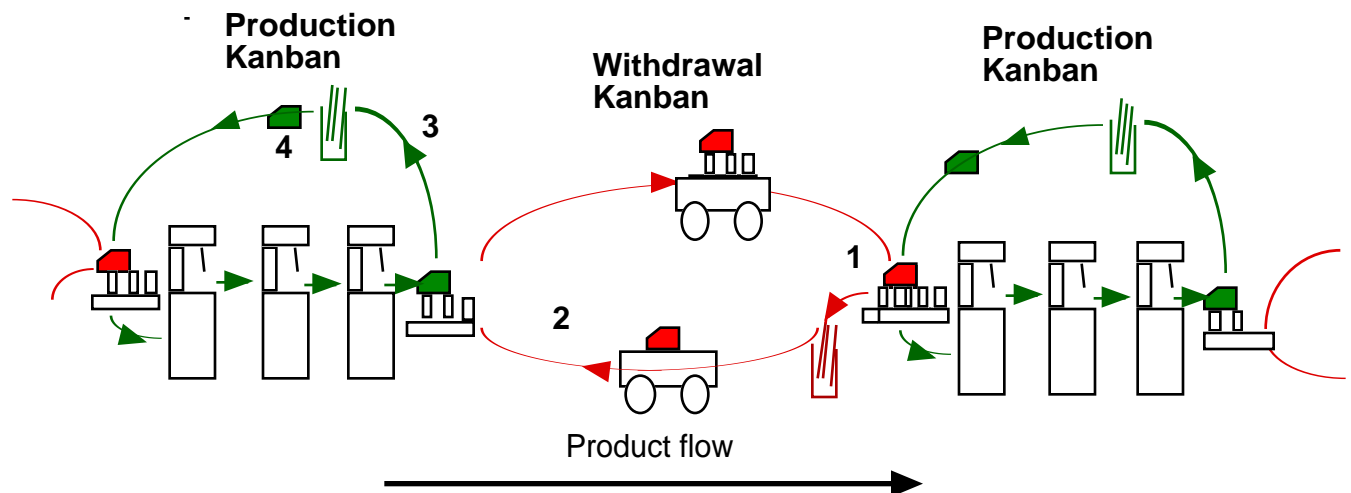 -
Production
Kanban
Withdrawal
Kanban
Production
Kanban
3
4
1
2
Product flow